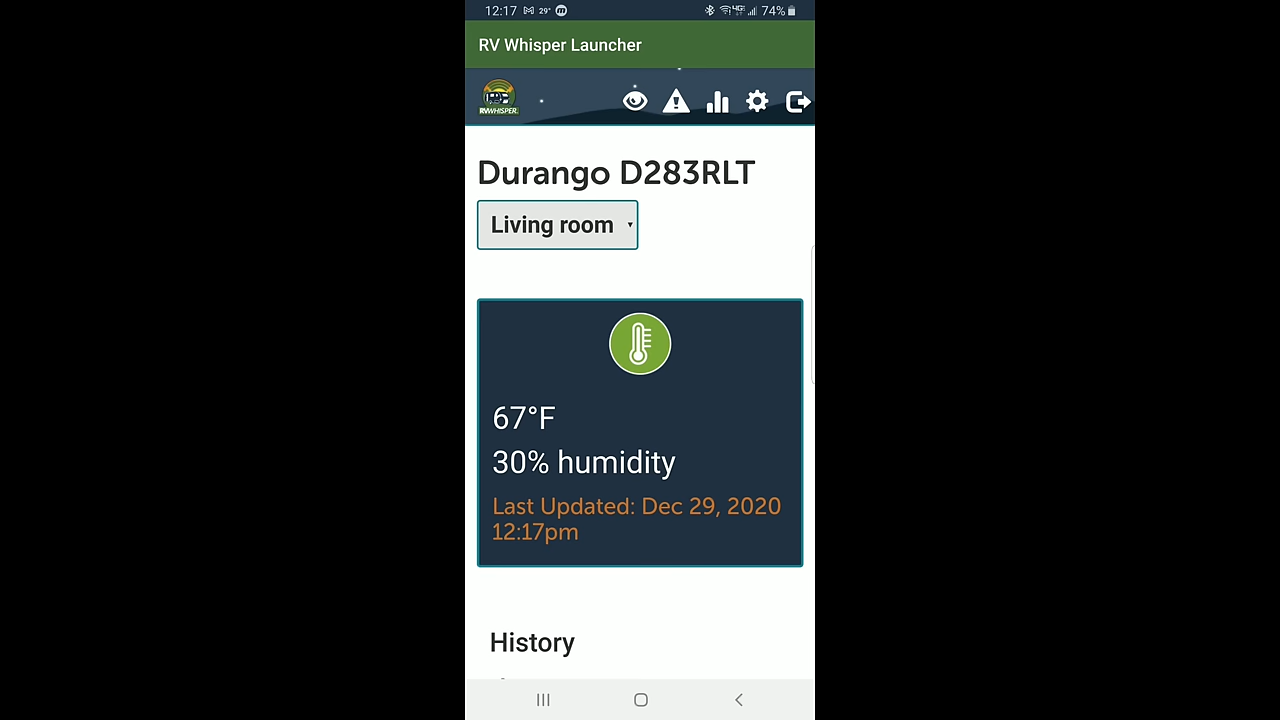 12:17 29° 74%
RV Whisper Launcher
RVWHISPER.
Durango D283RLT
Living room
67°F
30% humidity
Last Updated: Dec 29, 2020
12:17pm
History